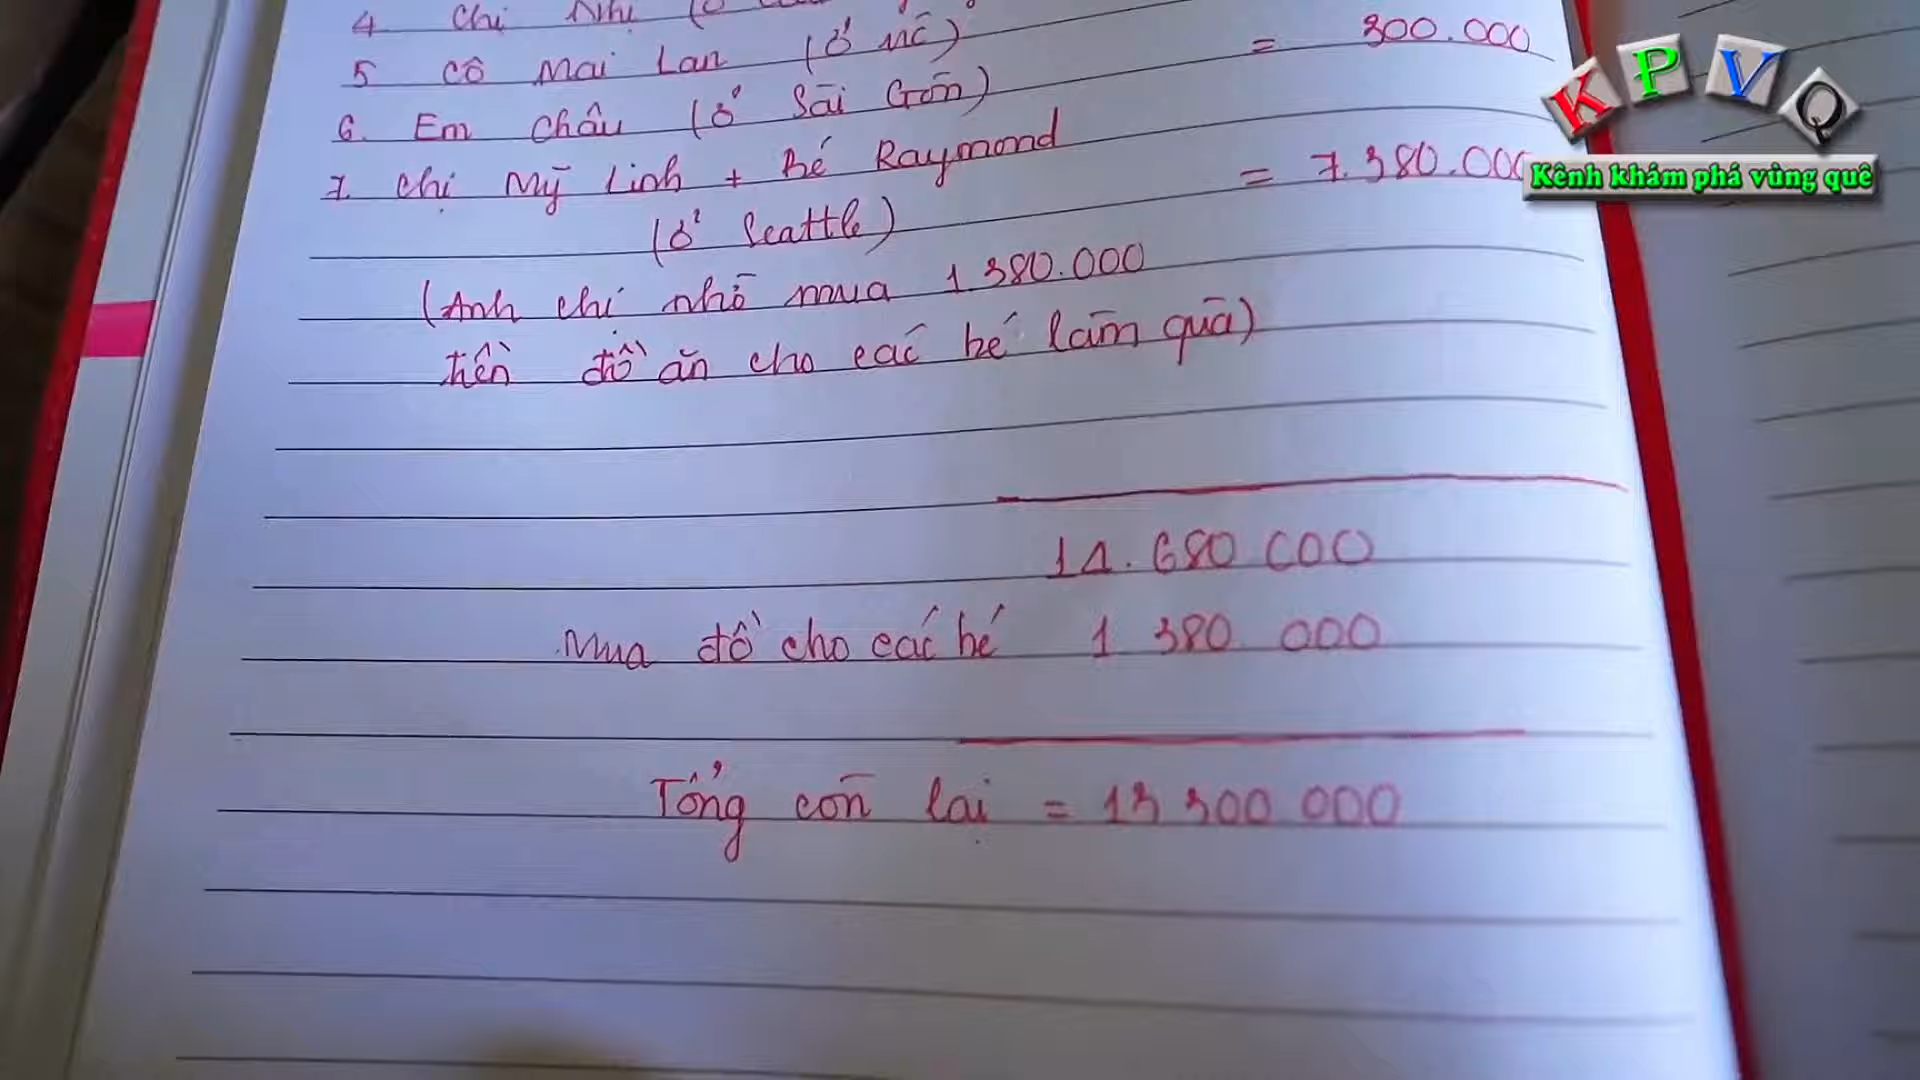 4 Chị Nhị (ở
5 Cô Mai Lan (ở Úc)
= 300.000
6. Em Châu (ở Sài Gòn)
7. Chị Mỹ Linh + Bé Raymond = 7.380.000
(ở Seattle)
(Anh chị nhờ mua 1 380.000
tiền đồ ăn cho các bé làm quà)
14.680 000
Mua đồ cho các bé 1 380 000
Tổng còn lại = 13 300 000
K P V Q
Kênh khám phá vùng quê